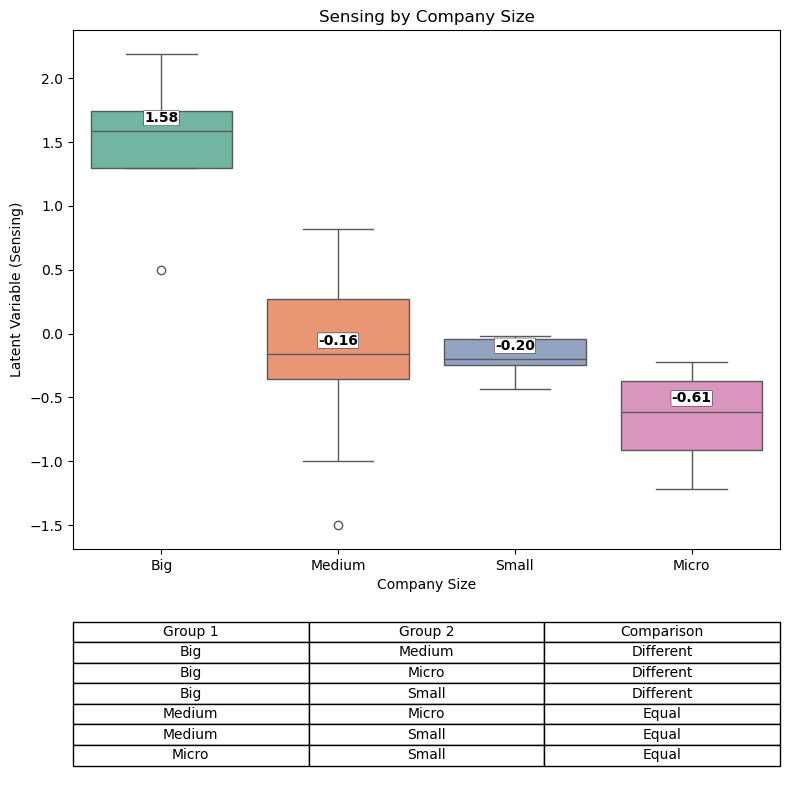 Sensing by Company Size
Latent Variable (Sensing)
2.0
1.5
1.0
0.5
0.0
−0.5
−1.0
−1.5
1.58
-0.16
-0.20
-0.61
Big Medium Small Micro
Company Size
Group 1 Group 2 Comparison
Big Medium Different
Big Micro Different
Big Small Different
Medium Micro Equal
Medium Small Equal
Micro Small Equal